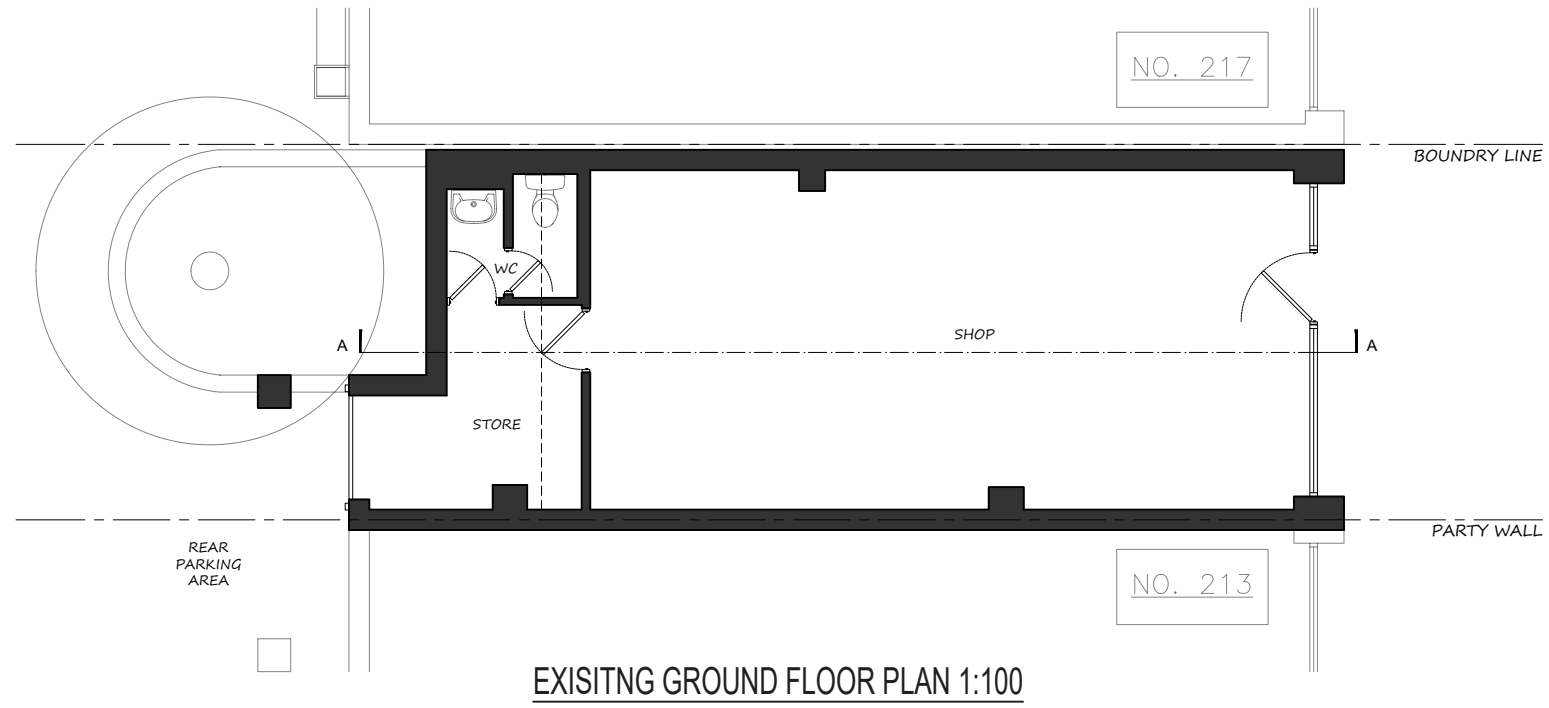 NO. 217
BOUNDRY LINE
WC
SHOP
A
A
STORE
PARTY WALL
REAR
PARKING
AREA
NO. 213
EXISITNG GROUND FLOOR PLAN 1:100